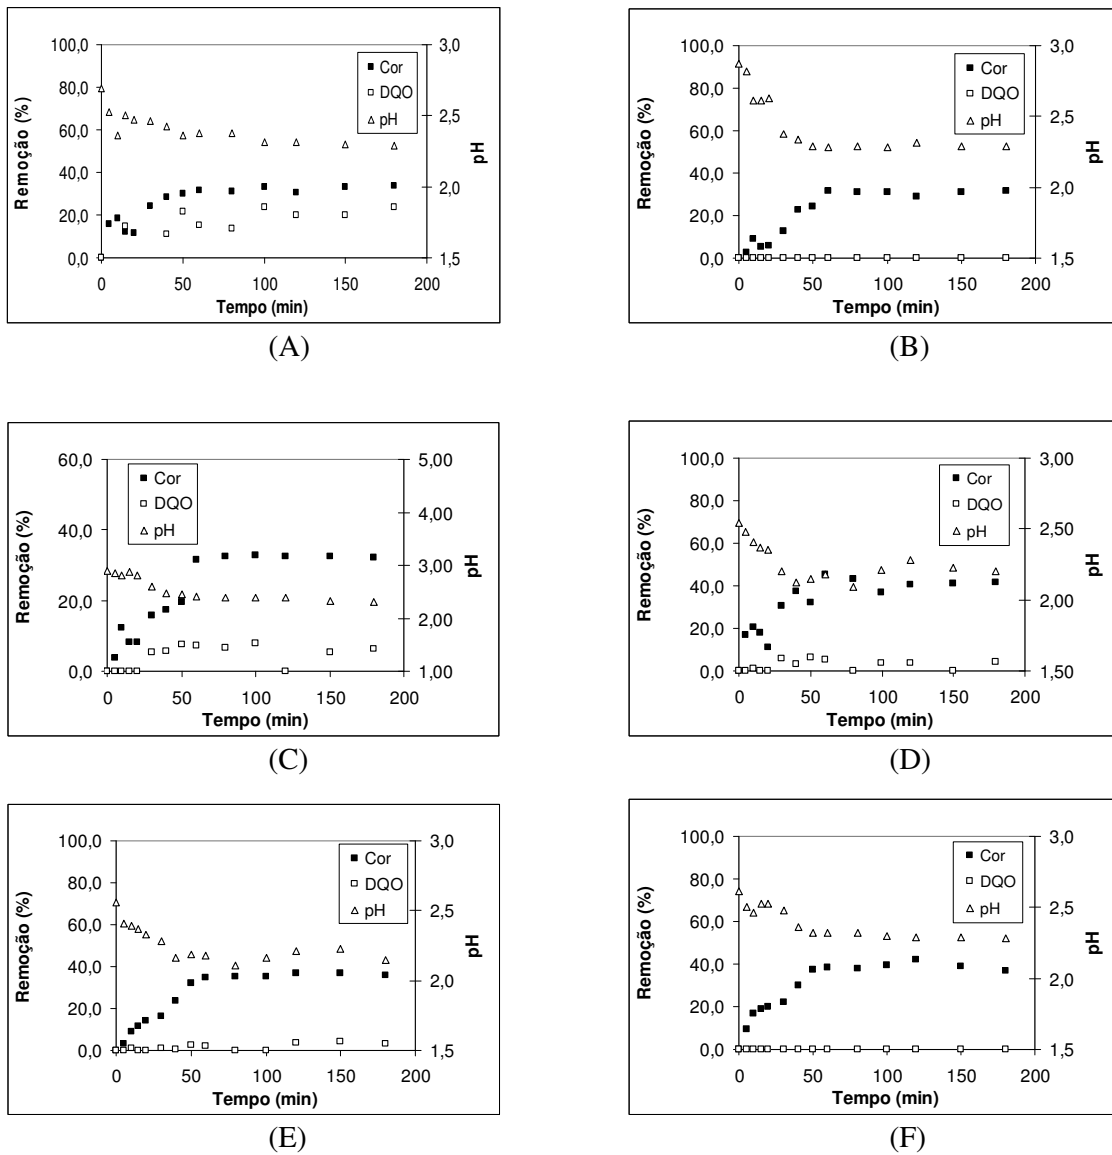 100,0
80,0
60,0
40,0
20,0
0,0
Remoção (%)
3,0
2,5
2,0
1,5
pH
Cor
DQO
pH
0 50 100 150 200
Tempo (min)
(A)
100,0
80,0
60,0
40,0
20,0
0,0
Remoção (%)
3,0
2,5
2,0
1,5
pH
Cor
DQO
pH
0 50 100 150 200
Tempo (min)
(B)
60,0
40,0
20,0
0,0
Remoção (%)
5,00
4,00
3,00
2,00
1,00
pH
Cor
DQO
pH
0 50 100 150 200
Tempo (min)
(C)
100,0
80,0
60,0
40,0
20,0
0,0
Remoção (%)
3,00
2,50
2,00
1,50
pH
Cor
DQO
pH
0 50 100 150 200
Tempo (min)
(D)
100,0
80,0
60,0
40,0
20,0
0,0
Remoção (%)
3,0
2,5
2,0
1,5
pH
Cor
DQO
pH
0 50 100 150 200
Tempo (min)
(E)
100,0
80,0
60,0
40,0
20,0
0,0
Remoção (%)
3,0
2,5
2,0
1,5
pH
Cor
DQO
pH
0 50 100 150 200
Tempo (min)
(F)